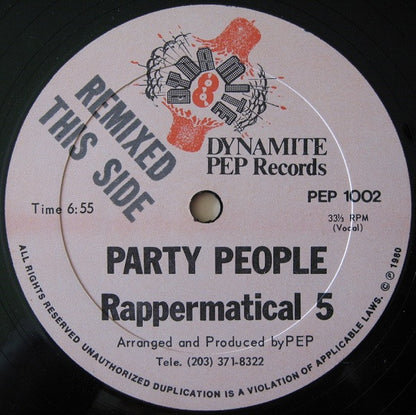 DYNAMITE
8
REMIXED
THIS SIDE
DYNAMITE
PEP Records
PEP 1002
Time 6:55
33⅓ RPM
(Vocal)
PARTY PEOPLE
Rappermatical 5
Arranged and Produced byPEP
Tele. (203) 371-8322
ALL RIGHTS RESERVED UNAUTHORIZED DUPLICATION IS A VIOLATION OF APPLICABLE LAWS. © ℗ 1980